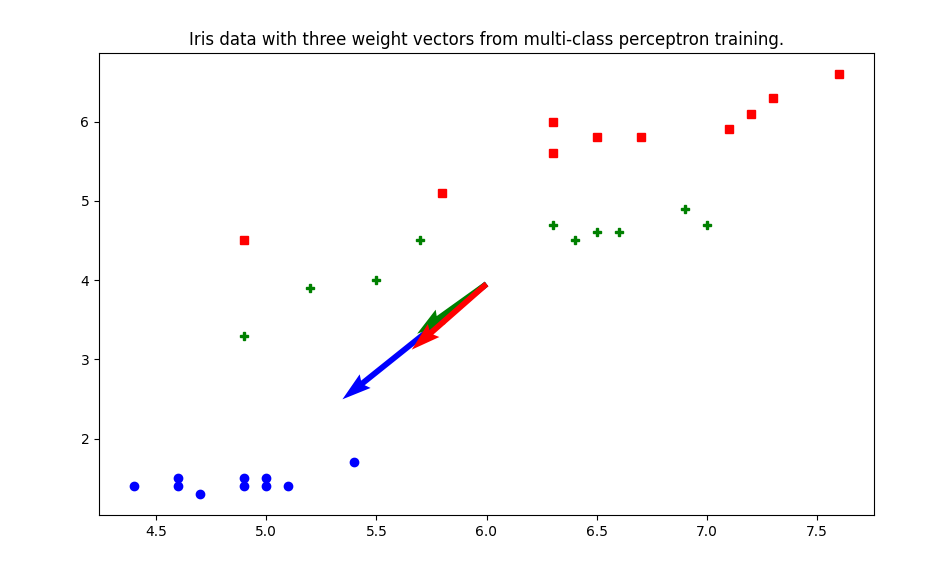 Iris data with three weight vectors from multi-class perceptron training.
6
5
4
3
2
4.5 5.0 5.5 6.0 6.5 7.0 7.5